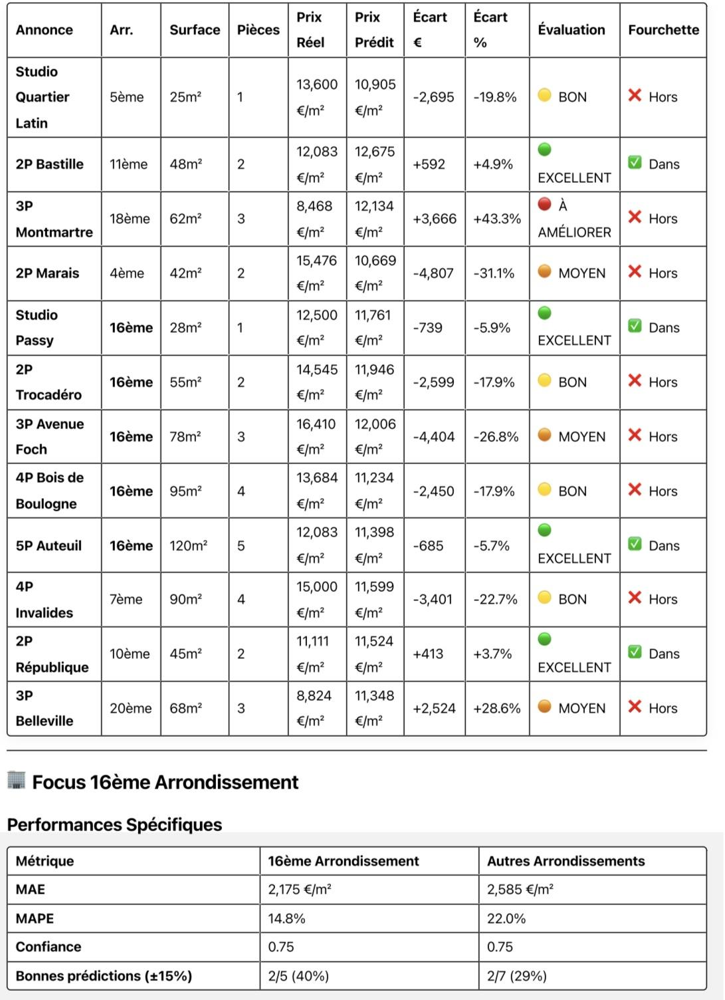 Annonce | Arr. | Surface | Pièces | Prix Réel | Prix Prédit | Écart € | Écart % | Évaluation | Fourchette
Studio Quartier Latin | 5ème | 25m² | 1 | 13,600 €/m² | 10,905 €/m² | -2,695 | -19.8% | 🟡 BON | ❌ Hors
2P Bastille | 11ème | 48m² | 2 | 12,083 €/m² | 12,675 €/m² | +592 | +4.9% | 🟢 EXCELLENT | ✅ Dans
3P Montmartre | 18ème | 62m² | 3 | 8,468 €/m² | 12,134 €/m² | +3,666 | +43.3% | 🔴 À AMÉLIORER | ❌ Hors
2P Marais | 4ème | 42m² | 2 | 15,476 €/m² | 10,669 €/m² | -4,807 | -31.1% | 🟠 MOYEN | ❌ Hors
Studio Passy | 16ème | 28m² | 1 | 12,500 €/m² | 11,761 €/m² | -739 | -5.9% | 🟢 EXCELLENT | ✅ Dans
2P Trocadéro | 16ème | 55m² | 2 | 14,545 €/m² | 11,946 €/m² | -2,599 | -17.9% | 🟡 BON | ❌ Hors
3P Avenue Foch | 16ème | 78m² | 3 | 16,410 €/m² | 12,006 €/m² | -4,404 | -26.8% | 🟠 MOYEN | ❌ Hors
4P Bois de Boulogne | 16ème | 95m² | 4 | 13,684 €/m² | 11,234 €/m² | -2,450 | -17.9% | 🟡 BON | ❌ Hors
5P Auteuil | 16ème | 120m² | 5 | 12,083 €/m² | 11,398 €/m² | -685 | -5.7% | 🟢 EXCELLENT | ✅ Dans
4P Invalides | 7ème | 90m² | 4 | 15,000 €/m² | 11,599 €/m² | -3,401 | -22.7% | 🟡 BON | ❌ Hors
2P République | 10ème | 45m² | 2 | 11,111 €/m² | 11,524 €/m² | +413 | +3.7% | 🟢 EXCELLENT | ✅ Dans
3P Belleville | 20ème | 68m² | 3 | 8,824 €/m² | 11,348 €/m² | +2,524 | +28.6% | 🟠 MOYEN | ❌ Hors
🏢 Focus 16ème Arrondissement
Performances Spécifiques
Métrique | 16ème Arrondissement | Autres Arrondissements
MAE | 2,175 €/m² | 2,585 €/m²
MAPE | 14.8% | 22.0%
Confiance | 0.75 | 0.75
Bonnes prédictions (±15%) | 2/5 (40%) | 2/7 (29%)